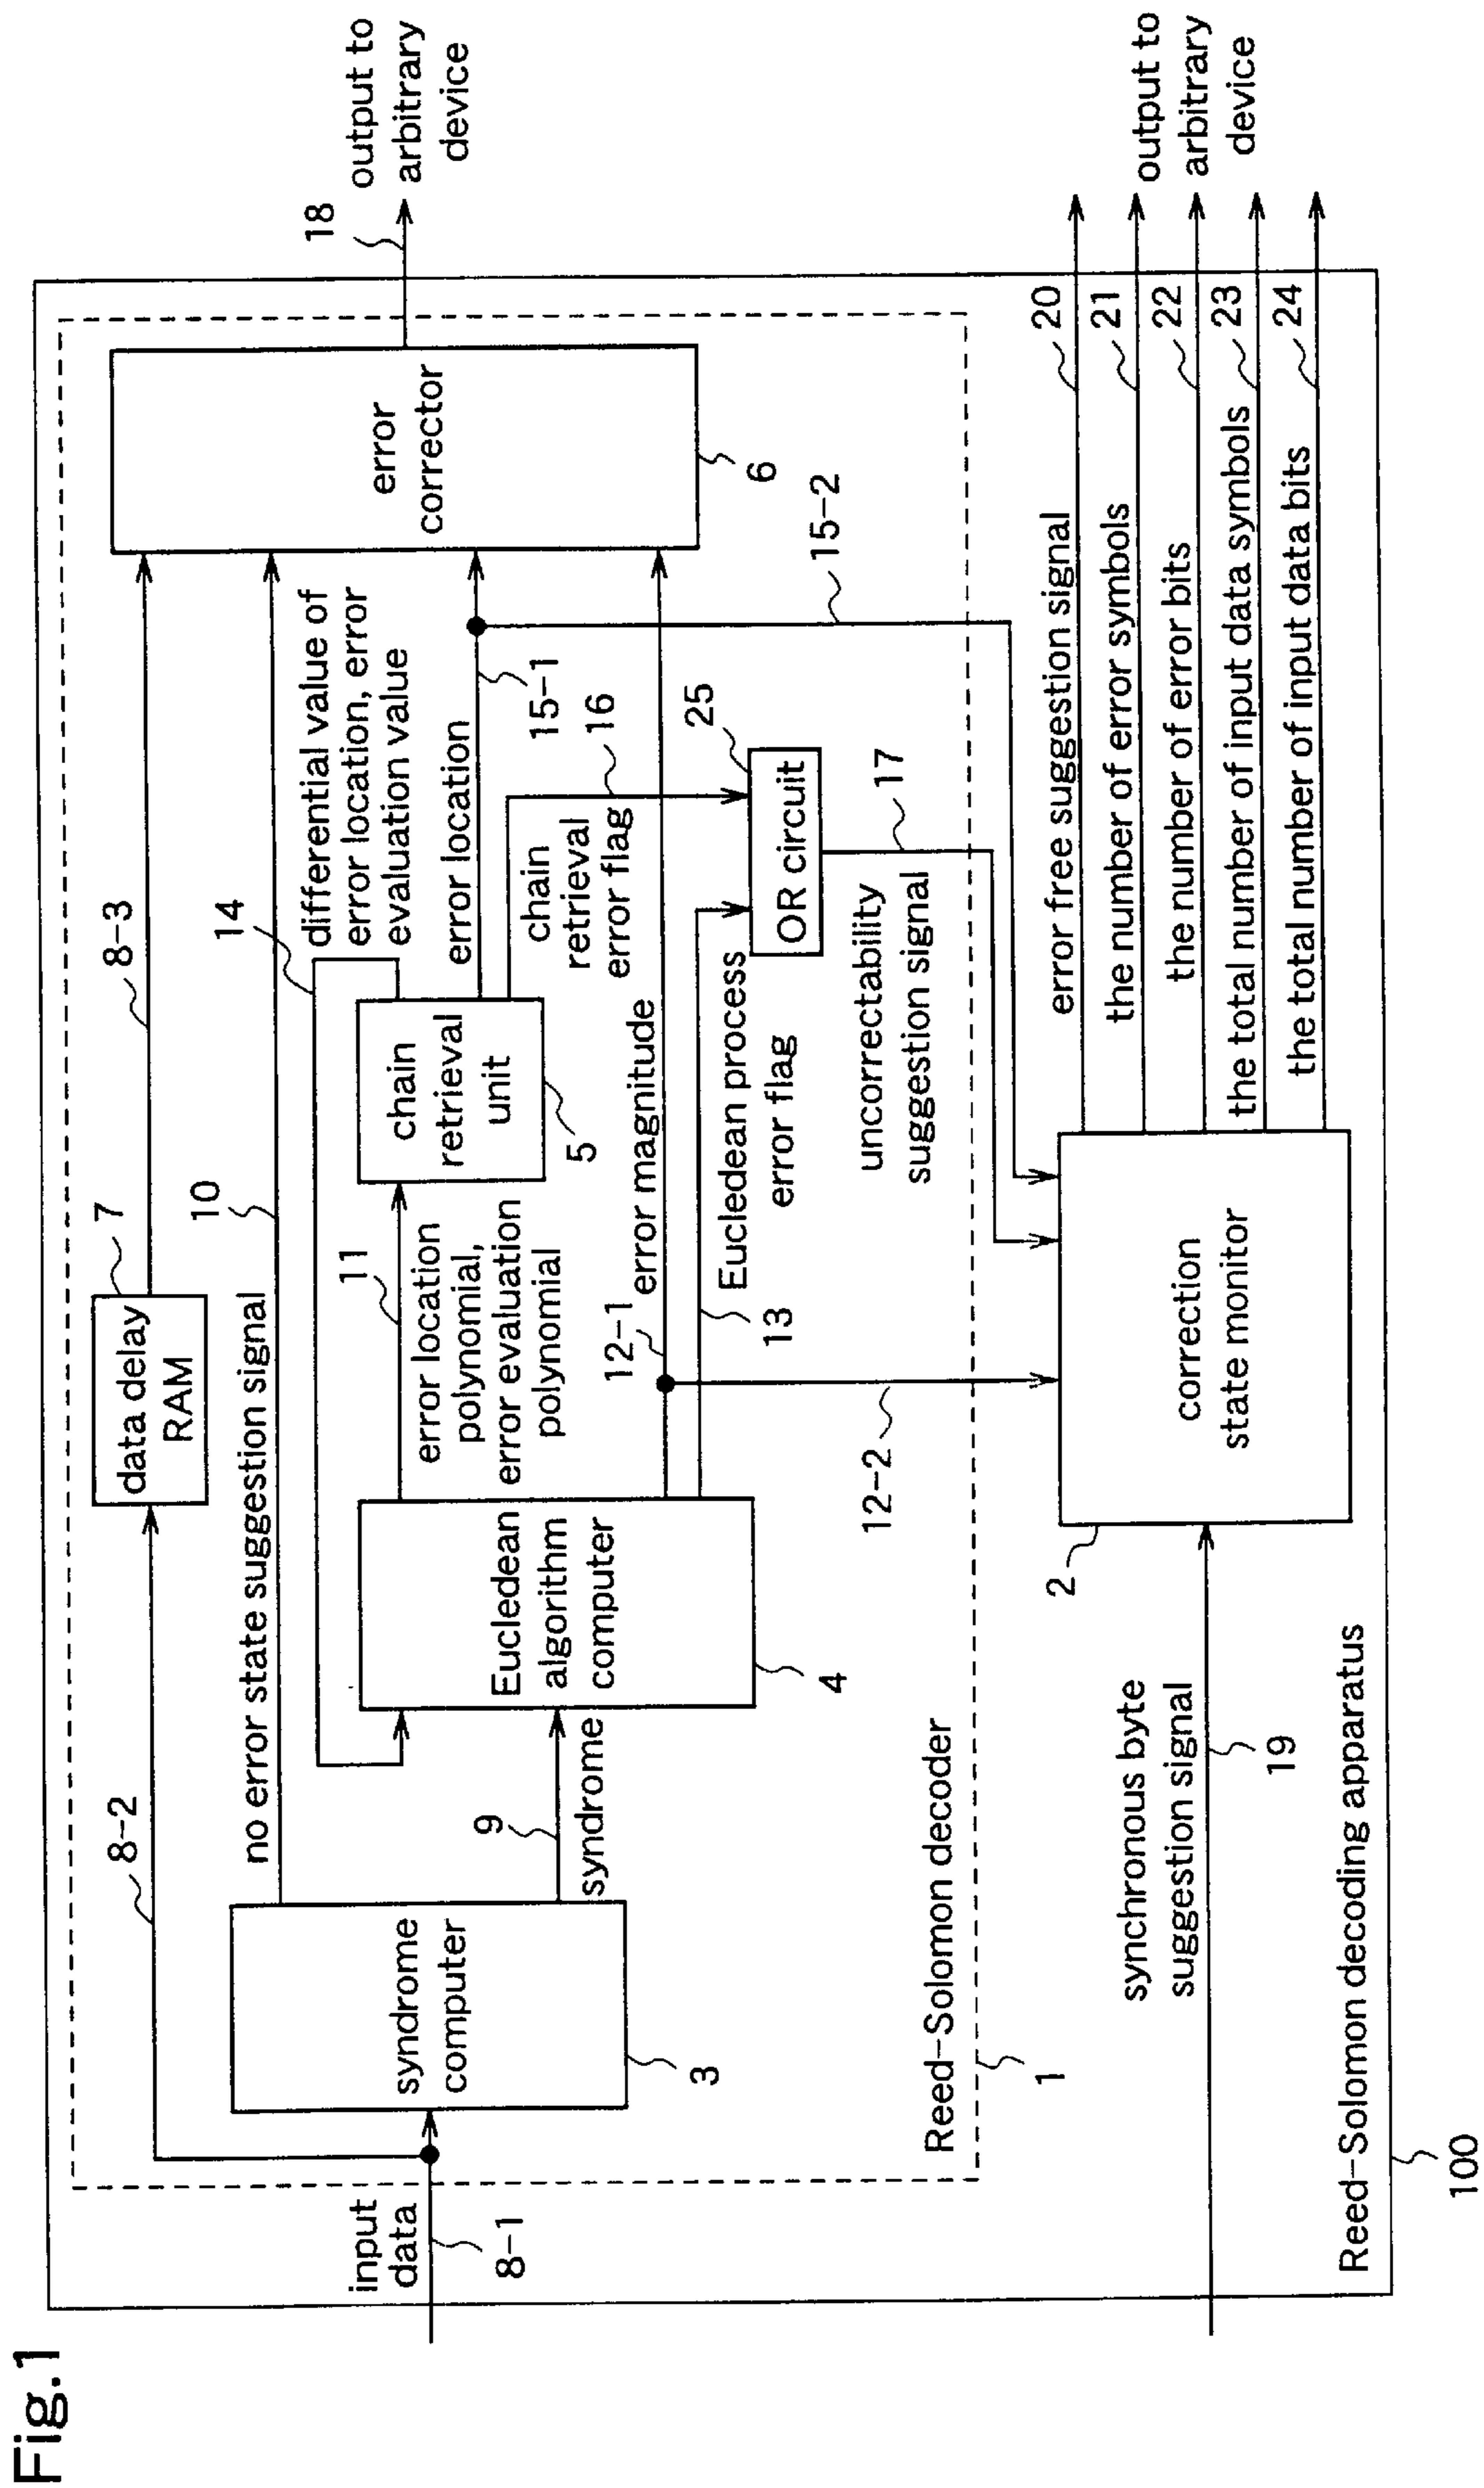 Fig.1
input
data
8-1
8-2
data delay
RAM
7
8-3
syndrome
computer
3
no error state suggestion signal
10
9
syndrome
Eucledean
algorithm
computer
4
11
error location
polynomial,
error evaluation
polynomial
14
chain
retrieval
unit
5
differential value of
error location, error
evaluation value
error location
15-1
15-2
chain
retrieval
error flag
16
12-1
error magnitude
12-2
13
Eucledean process
error flag
OR circuit
25
17
uncorrectability
suggestion signal
error
corrector
6
18
output to
arbitrary
device
Reed-Solomon decoder
1
synchronous byte
suggestion signal
19
correction
state monitor
2
error free suggestion signal
20
the number of error symbols
21
the number of error bits
22
the total number of input data symbols
23
the total number of input data bits
24
output to
arbitrary
device
Reed-Solomon decoding apparatus
100